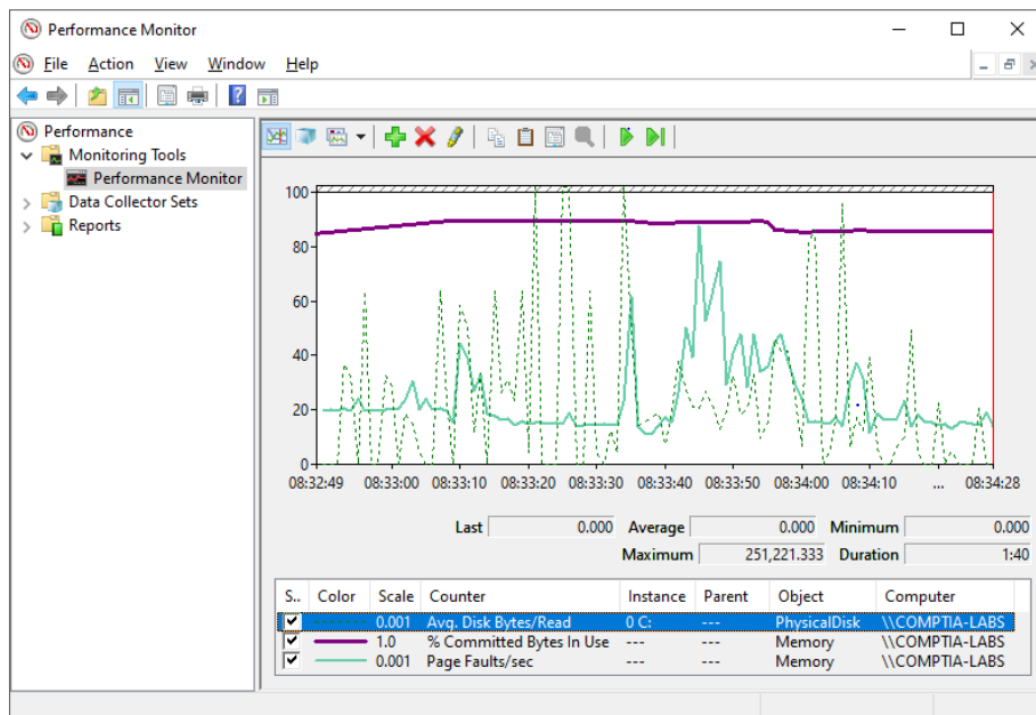 Performance Monitor
File Action View Window Help
Performance
Monitoring Tools
Performance Monitor
Data Collector Sets
Reports
100
80
60
40
20
0
08:32:49 08:33:00 08:33:10 08:33:20 08:33:30 08:33:40 08:33:50 08:34:00 08:34:10 ... 08:34:28
Last 0.000 Average 0.000 Minimum 0.000
Maximum 251,221.333 Duration 1:40
S.. Color Scale Counter Instance Parent Object Computer
0.001 Avg. Disk Bytes/Read 0 C: --- PhysicalDisk \\COMPTIA-LABS
1.0 % Committed Bytes In Use --- --- Memory \\COMPTIA-LABS
0.001 Page Faults/sec --- --- Memory \\COMPTIA-LABS